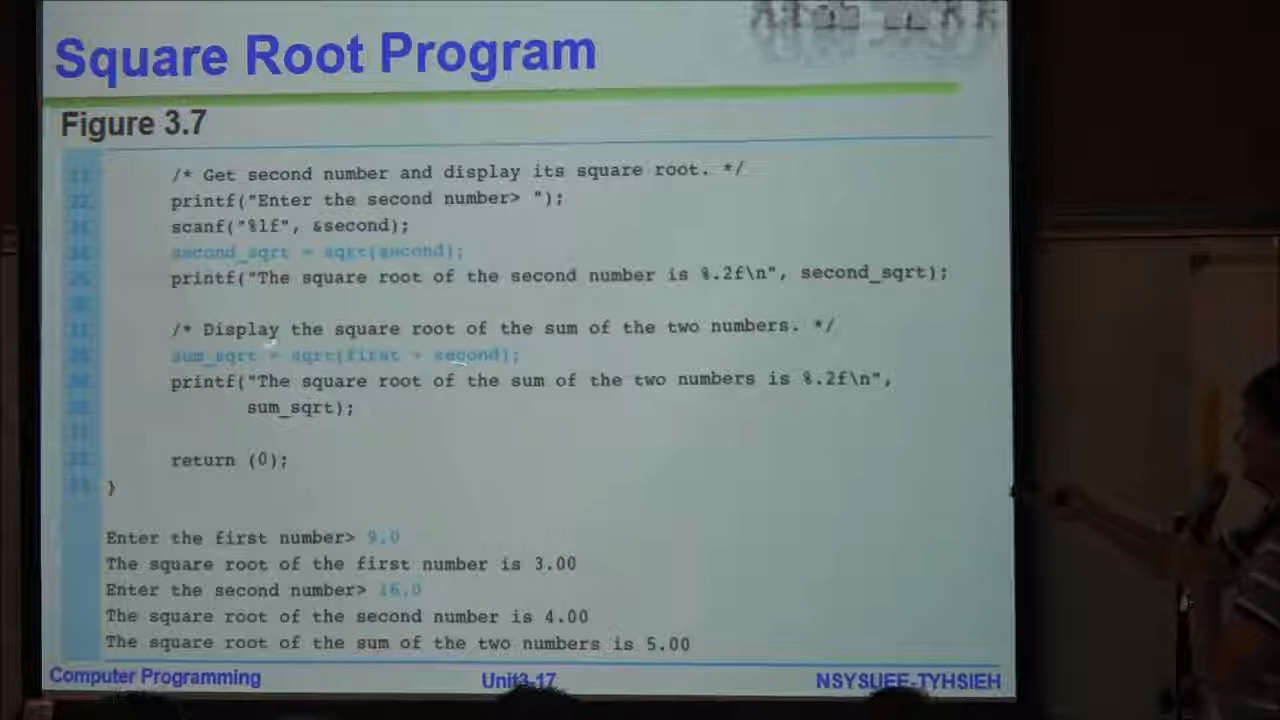 Square Root Program
Figure 3.7
/* Get second number and display its square root. */
printf("Enter the second number> ");
scanf("%lf", &second);
second_sqrt = sqrt(second);
printf("The square root of the second number is %.2f\n", second_sqrt);
/* Display the square root of the sum of the two numbers. */
sum_sqrt = sqrt(first + second);
printf("The square root of the sum of the two numbers is %.2f\n",
sum_sqrt);
return (0);
}
Enter the first number> 9.0
The square root of the first number is 3.00
Enter the second number> 16.0
The square root of the second number is 4.00
The square root of the sum of the two numbers is 5.00
Computer Programming
Unit3-17
NSYSUEE-TYHSIEH